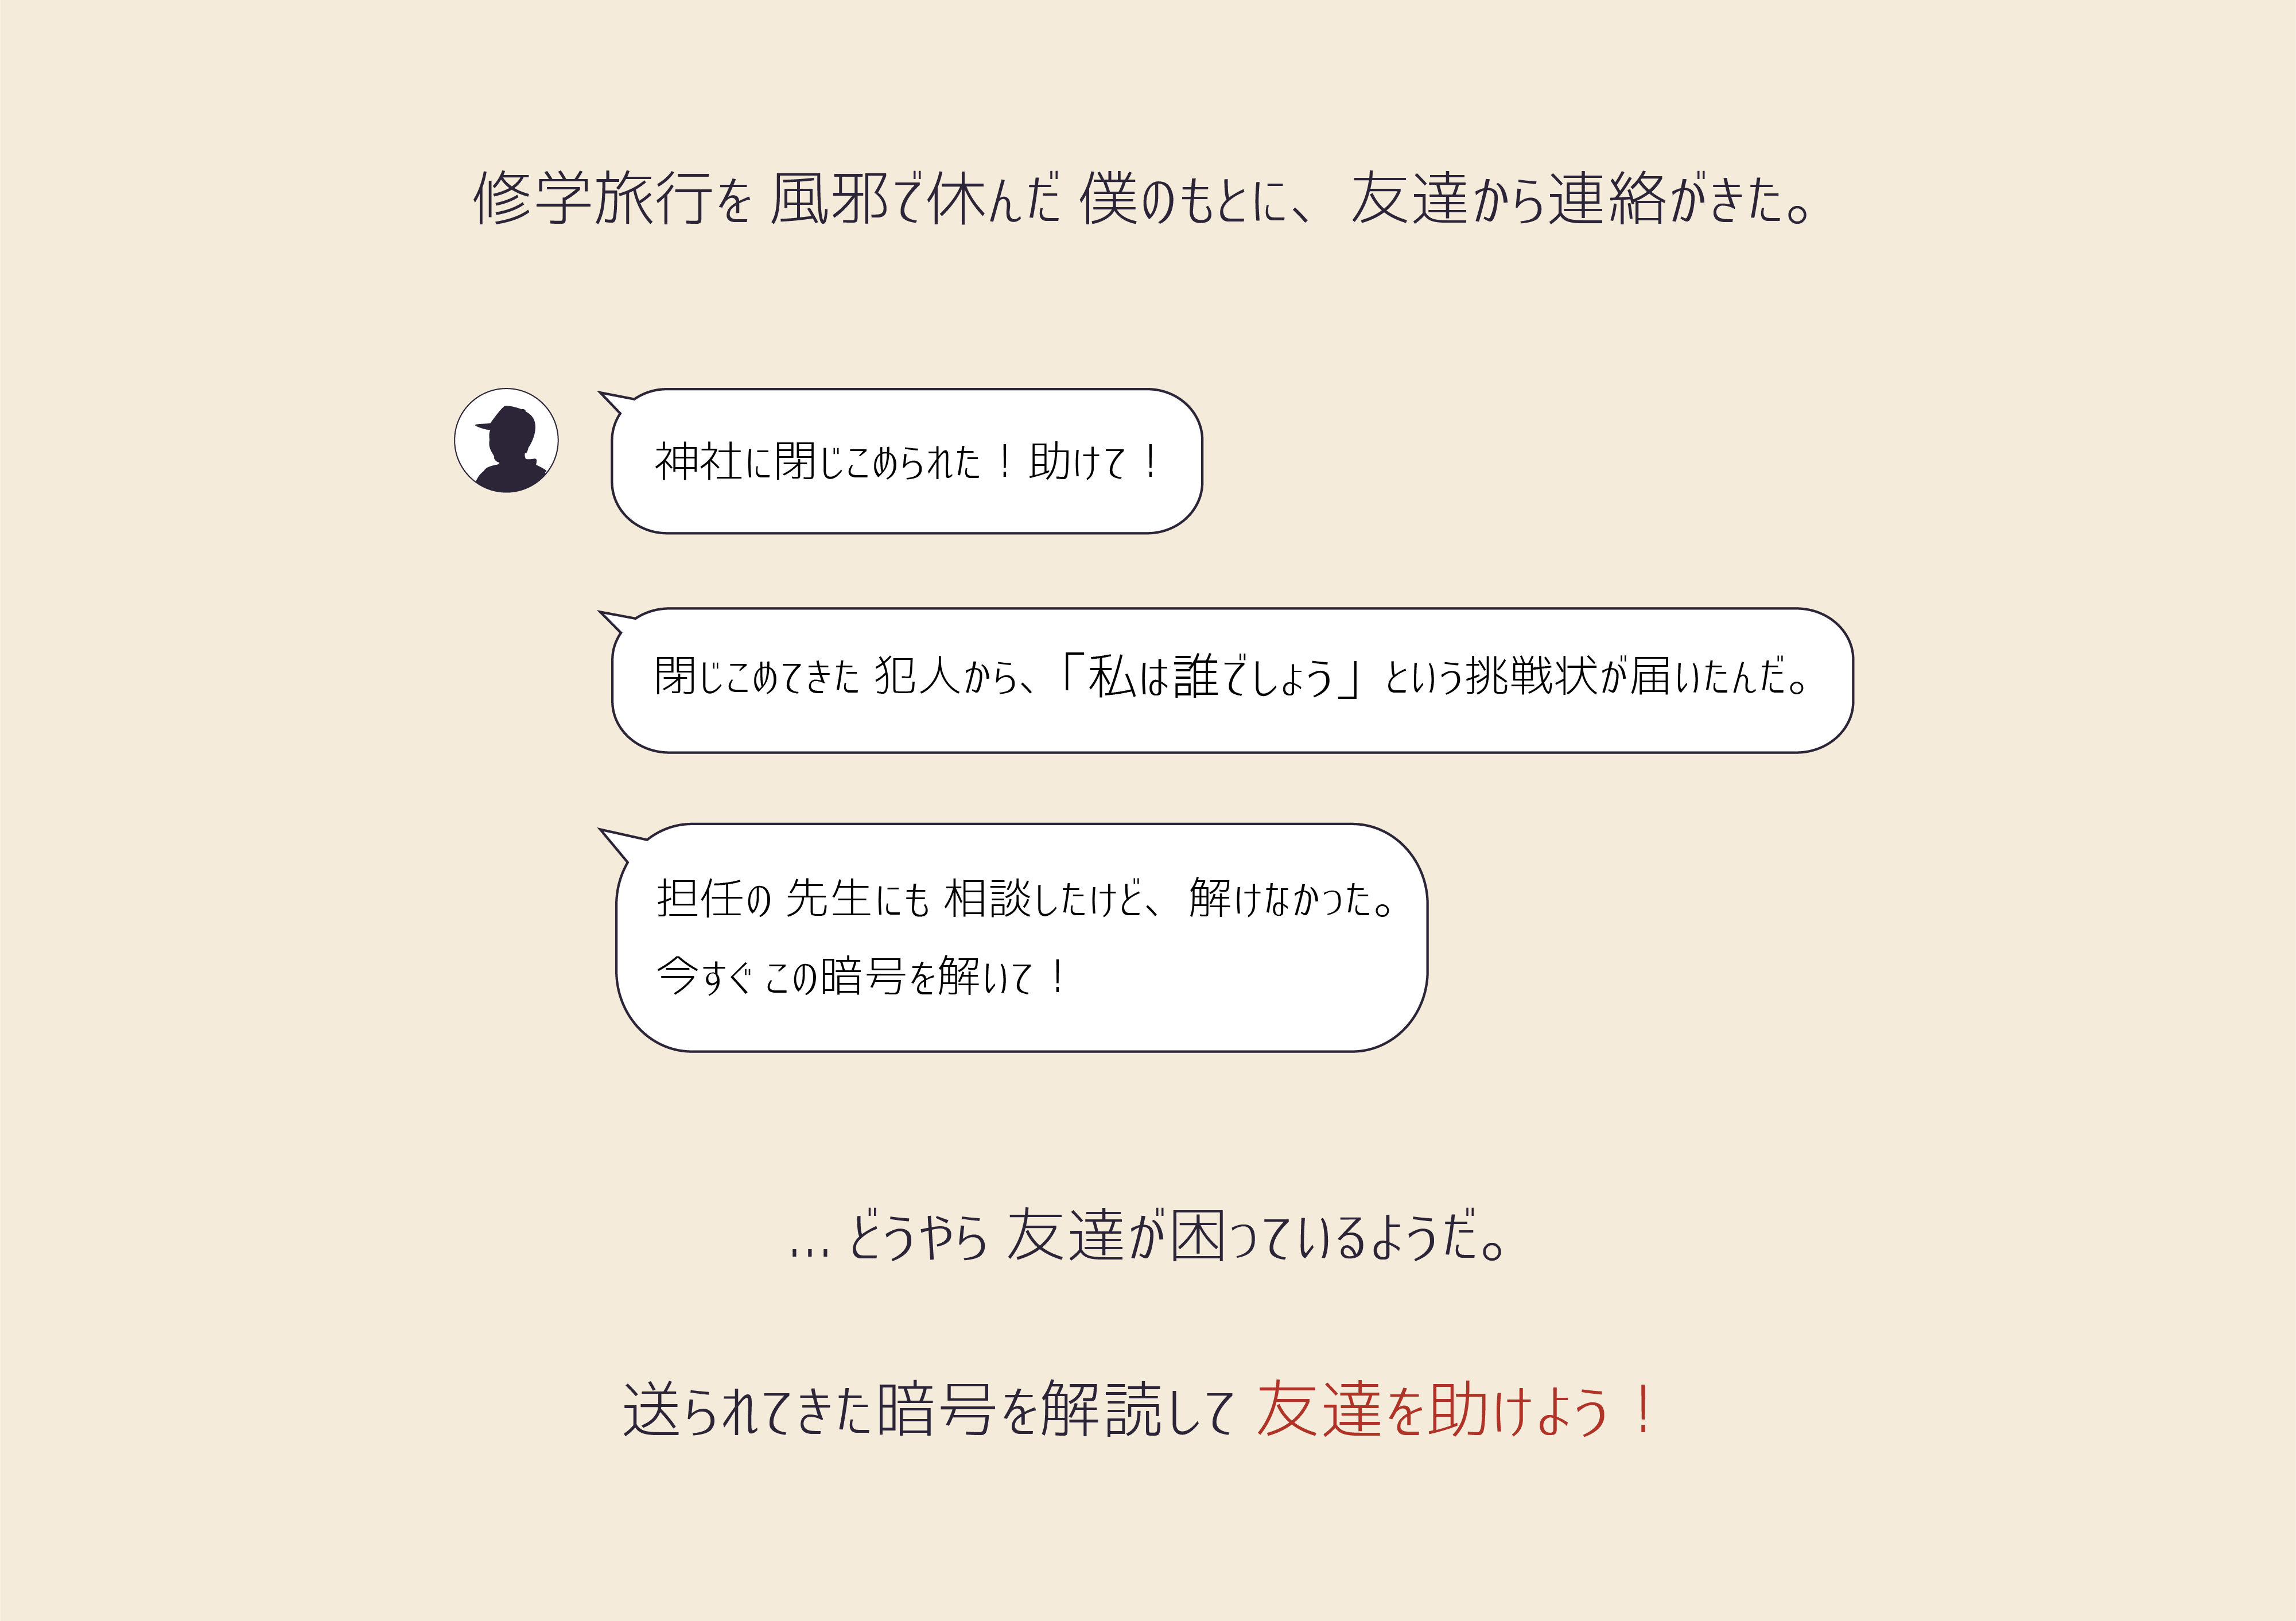 修学旅行を 風邪で休んだ 僕のもとに、 友達から連絡がきた。
神社に閉じこめられた！助けて！
閉じこめてきた 犯人から、「私は誰でしょう」という挑戦状が届いたんだ。
担任の 先生にも 相談したけど、 解けなかった。
今すぐ この暗号を解いて！
... どうやら 友達が困っているようだ。
送られてきた暗号を解読して 友達を助けよう！